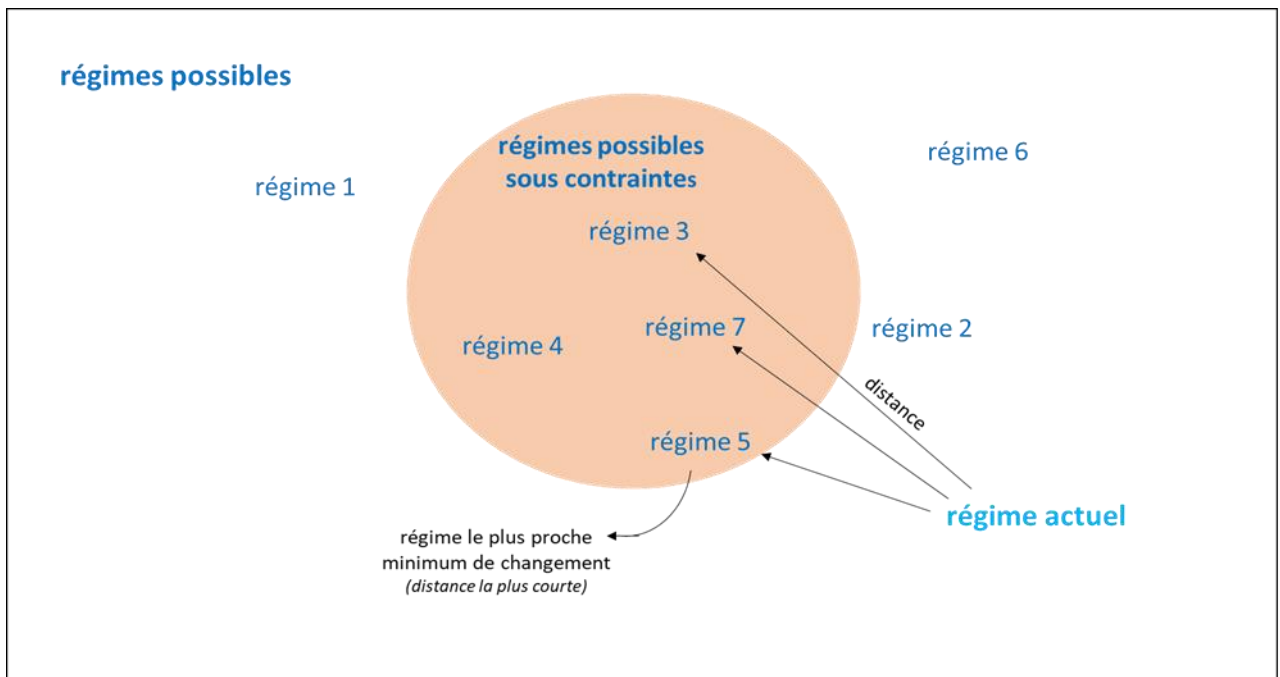 régimes possibles
régimes possibles
sous contraintes
régime 6
régime 1
régime 3
régime 7
régime 2
régime 4
distance
régime 5
régime actuel
régime le plus proche
minimum de changement
(distance la plus courte)